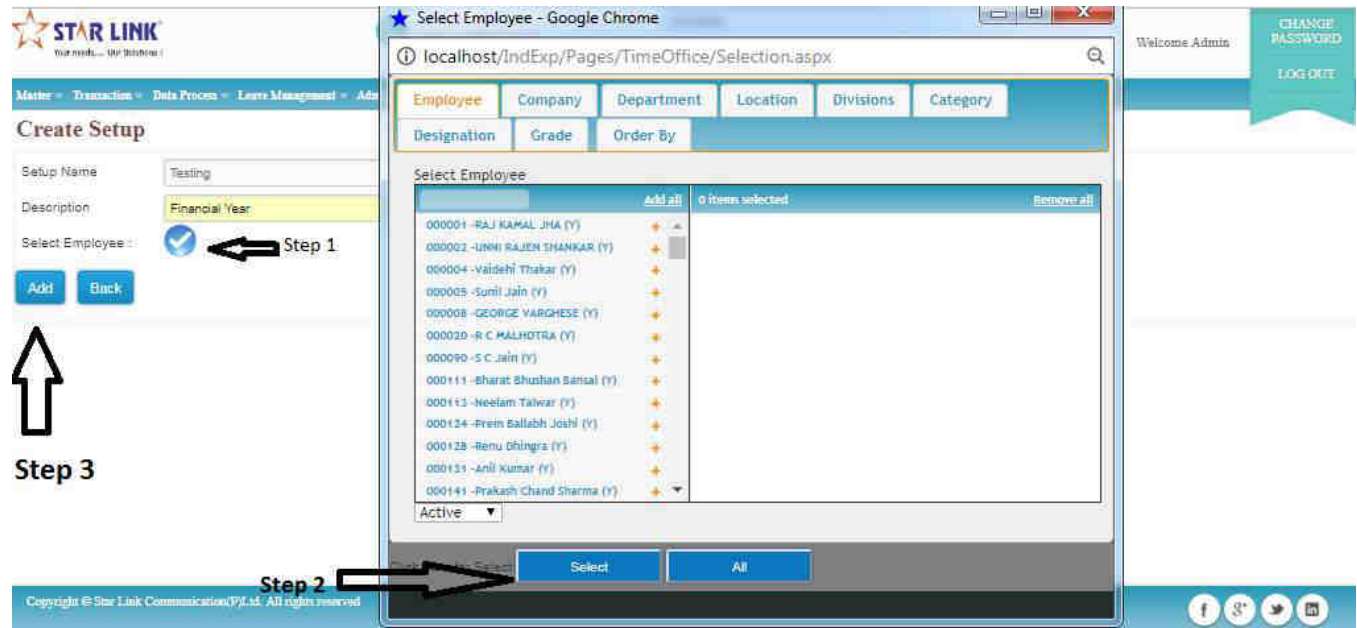 STAR LINK
Your needs... Our Solutions !
Welcome Admin
CHANGE PASSWORD
LOG OUT
Master Transaction Data Process Leave Management
Create Setup
Setup Name
Testing
Description
Financial Year
Select Employee :
Step 1
Add
Back
Step 3
Select Employee - Google Chrome
localhost/IndExp/Pages/TimeOffice/Selection.aspx
Employee Company Department Location Divisions Category
Designation Grade Order By
Select Employee
Add all
0 items selected
Remove all
000001 -RAJ KAMAL JHA (Y)
000002 -UNNI RAJEN SHANKAR (Y)
000004 -Vaidehi Thakar (Y)
000005 -Sunil Jain (Y)
000008 -GEORGE VARGHESE (Y)
000020 -R C MALHOTRA (Y)
000090 -S C Jain (Y)
000111 -Bharat Bhushan Bansal (Y)
000113 -Neelam Talwar (Y)
000124 -Prem Ballabh Joshi (Y)
000128 -Renu Dhingra (Y)
000131 -Anil Kumar (Y)
000141 -Prakash Chand Sharma (Y)
Active
Select
All
Step 2
Copyright © Star Link Communication(P)Ltd. All rights reserved